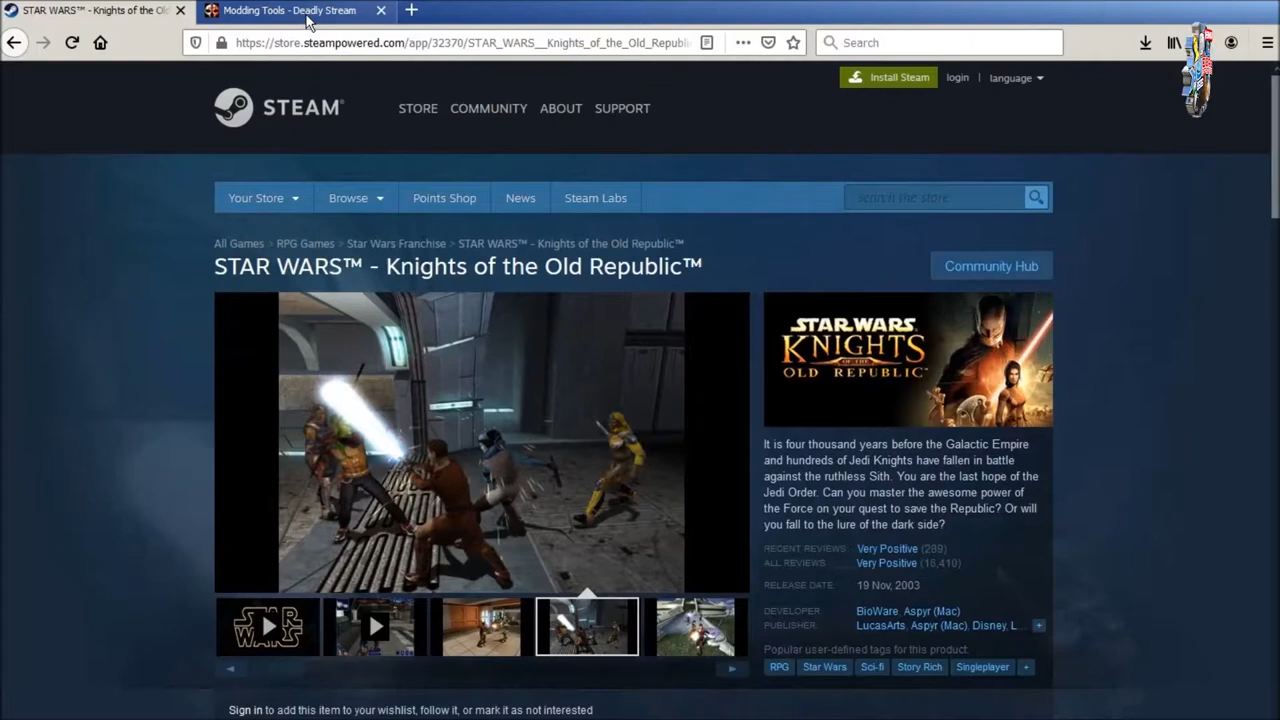 STAR WARS™ - Knights of the Old
Modding Tools - Deadly Stream
https://store.steampowered.com/app/32370/STAR_WARS__Knights_of_the_Old_Republi
Search
Install Steam
login
language
STEAM®
STORE
COMMUNITY
ABOUT
SUPPORT
Your Store
Browse
Points Shop
News
Steam Labs
search the store
All Games > RPG Games > Star Wars Franchise > STAR WARS™ - Knights of the Old Republic™
STAR WARS™ - Knights of the Old Republic™
Community Hub
STAR WARS
KNIGHTS
OF THE
OLD REPUBLIC™
It is four thousand years before the Galactic Empire
and hundreds of Jedi Knights have fallen in battle
against the ruthless Sith. You are the last hope of the
Jedi Order. Can you master the awesome power of
the Force on your quest to save the Republic? Or will
you fall to the lure of the dark side?
RECENT REVIEWS: Very Positive (289)
ALL REVIEWS: Very Positive (16,410)
RELEASE DATE: 19 Nov, 2003
DEVELOPER: BioWare, Aspyr (Mac)
PUBLISHER: LucasArts, Aspyr (Mac), Disney, L... +
Popular user-defined tags for this product:
RPG Star Wars Sci-fi Story Rich Singleplayer +
STAR
WARS
Sign in to add this item to your wishlist, follow it, or mark it as not interested